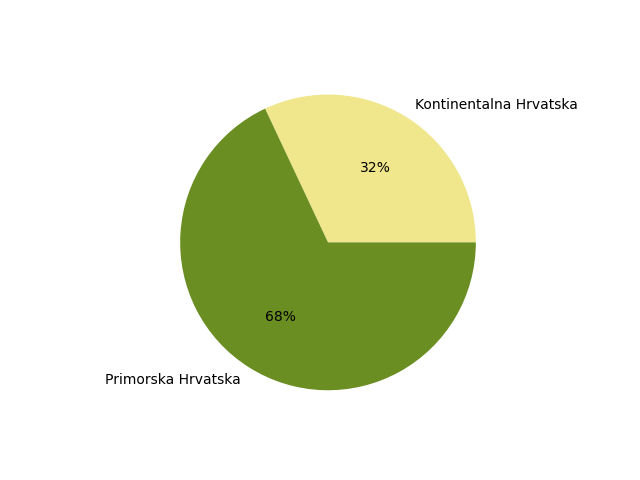 Kontinentalna Hrvatska
32%
68%
Primorska Hrvatska